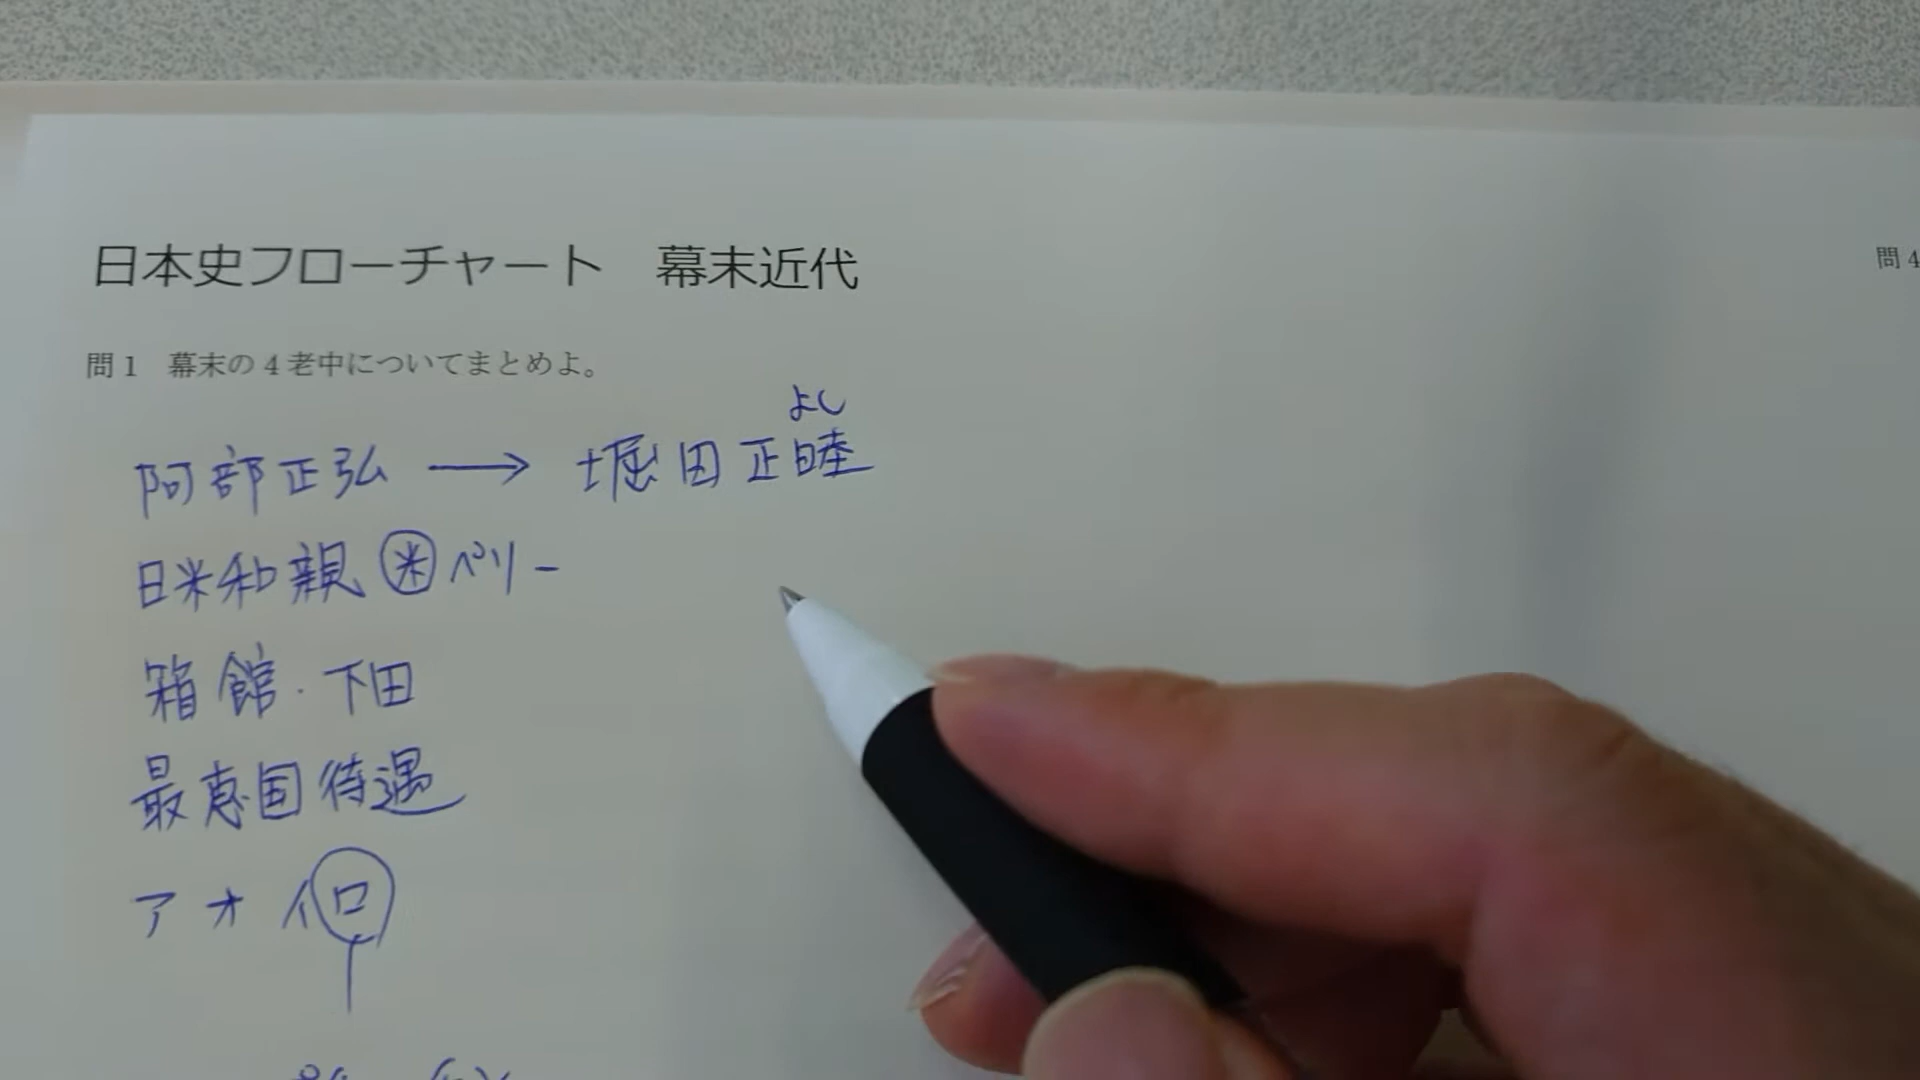 日本史フローチャート　幕末近代
問4
問1　幕末の4老中についてまとめよ。
よし
阿部正弘 → 堀田正睦
日米和親 米 ペリー
箱館・下田
最恵国待遇
ア オ イ ロ